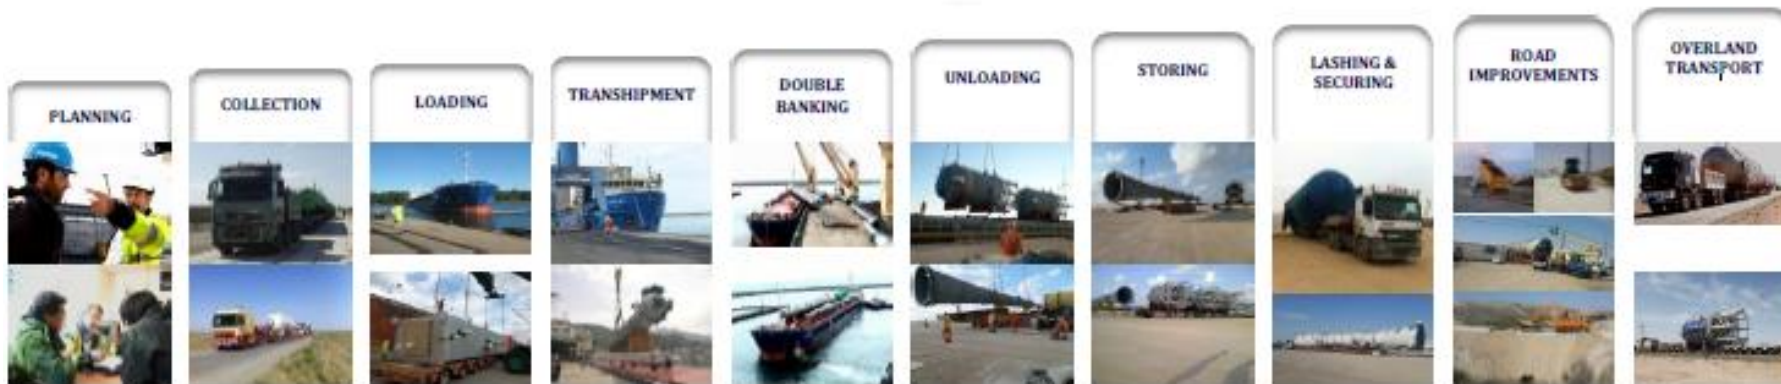 PLANNING
COLLECTION
LOADING
TRANSHIPMENT
DOUBLE
BANKING
UNLOADING
STORING
LASHING &
SECURING
ROAD
IMPROVEMENTS
OVERLAND
TRANSPORT